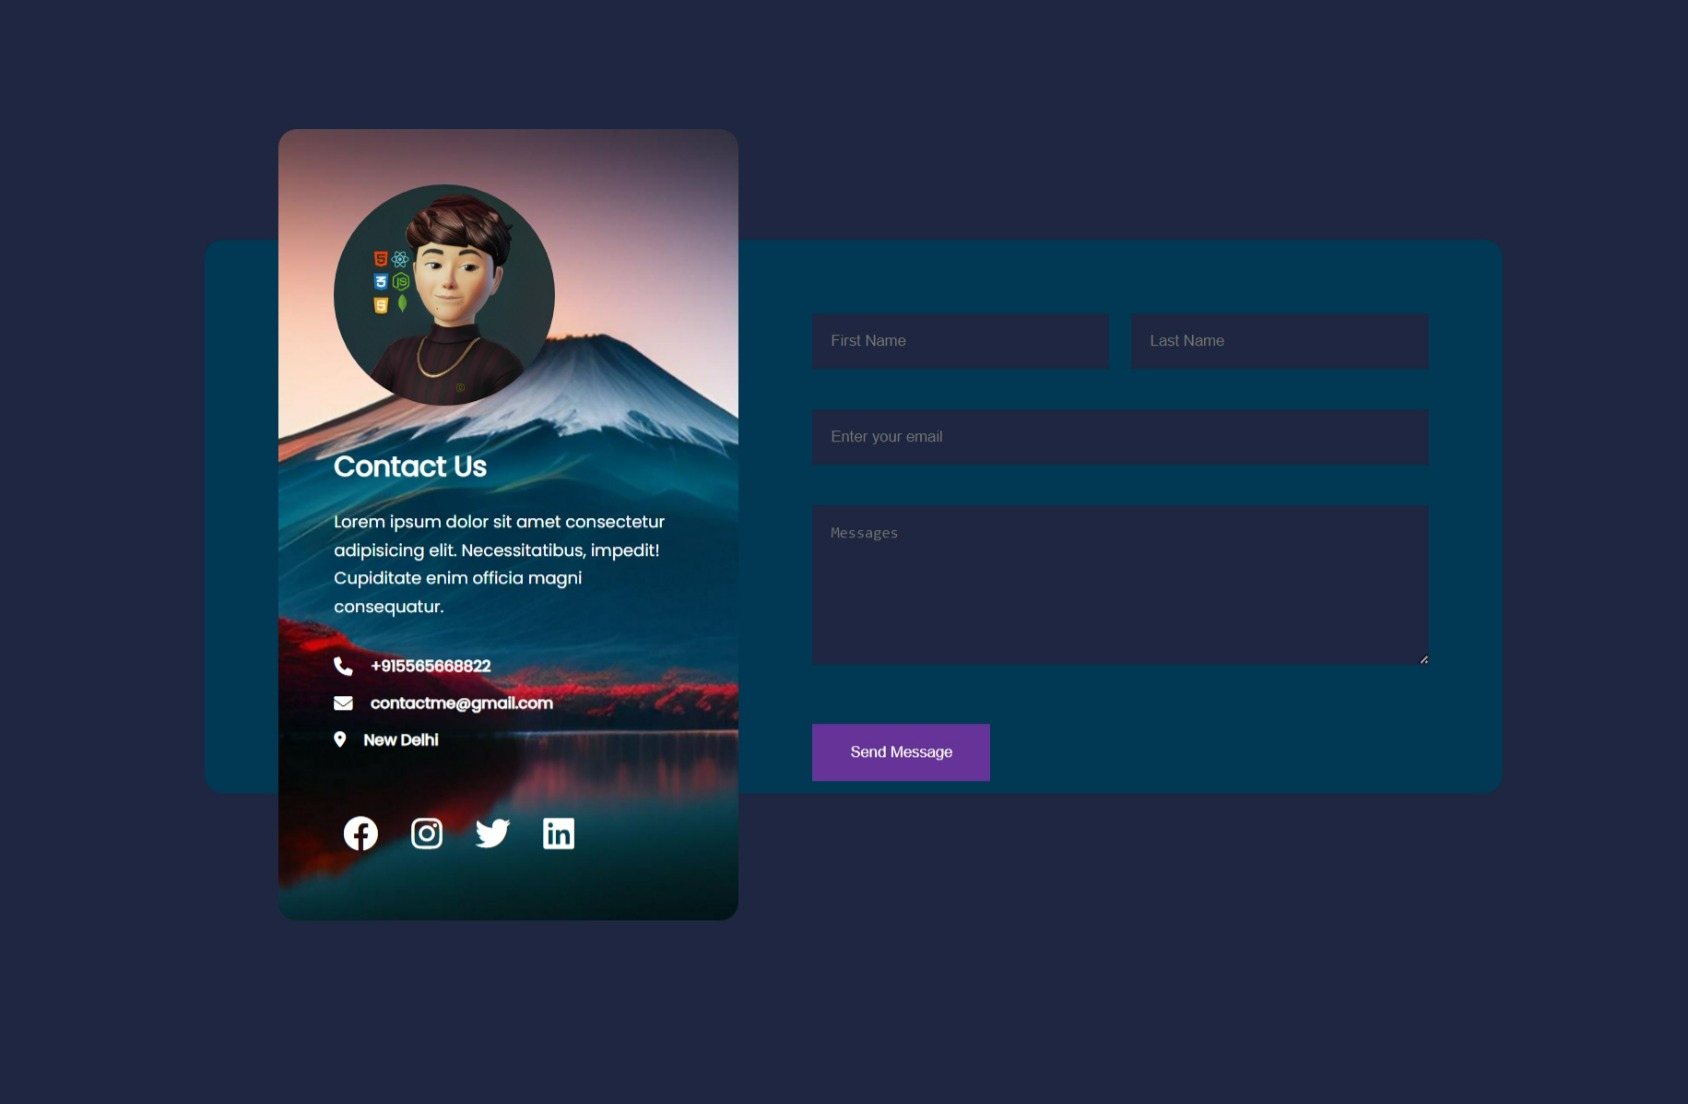 Contact Us
Lorem ipsum dolor sit amet consectetur
adipisicing elit. Necessitatibus, impedit!
Cupiditate enim officia magni
consequatur.
+915565668822
contactme@gmail.com
New Delhi
First Name
Last Name
Enter your email
Messages
Send Message